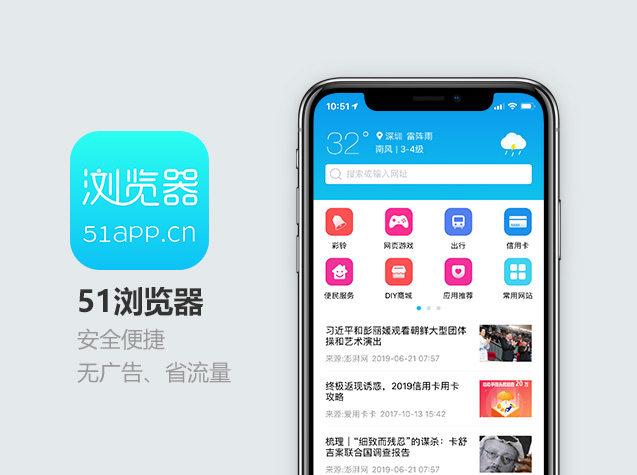 浏览器
51app.cn
51浏览器
安全便捷
无广告、省流量
10:51
32°
深圳 雷阵雨
南风 | 3-4级
搜索或输入网址
彩铃
网页游戏
出行
信用卡
便民服务
DIY商城
应用推荐
常用网站
习近平和彭丽媛观看朝鲜大型团体
操和艺术演出
来源:澎湃网 2019-06-21 07:57
终极返现诱惑，2019信用卡用卡
攻略
来源:爱用卡卡 2017-10-13 15:42
20万
梳理｜“细致而残忍”的谋杀：卡舒
吉案联合国调查报告
来源:澎湃网 2019-06-21 07:57